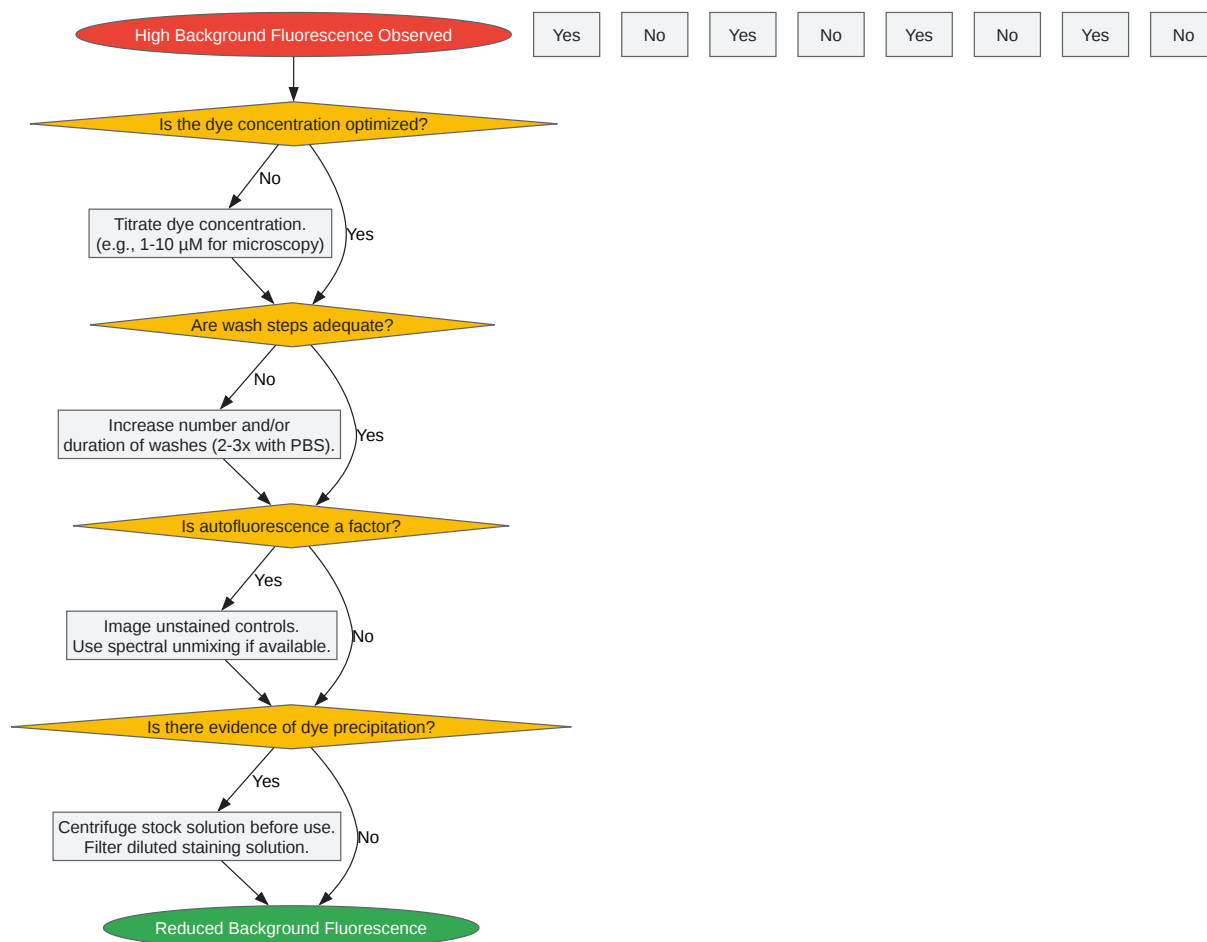 High Background Fluorescence Observed
Yes
No
Yes
No
Yes
No
Yes
No
Is the dye concentration optimized?
No
Titrate dye concentration.
(e.g., 1-10 µM for microscopy)
Yes
Are wash steps adequate?
No
Increase number and/or
duration of washes (2-3x with PBS).
Yes
Is autofluorescence a factor?
Yes
Image unstained controls.
Use spectral unmixing if available.
No
Is there evidence of dye precipitation?
Yes
Centrifuge stock solution before use.
Filter diluted staining solution.
No
Reduced Background Fluorescence